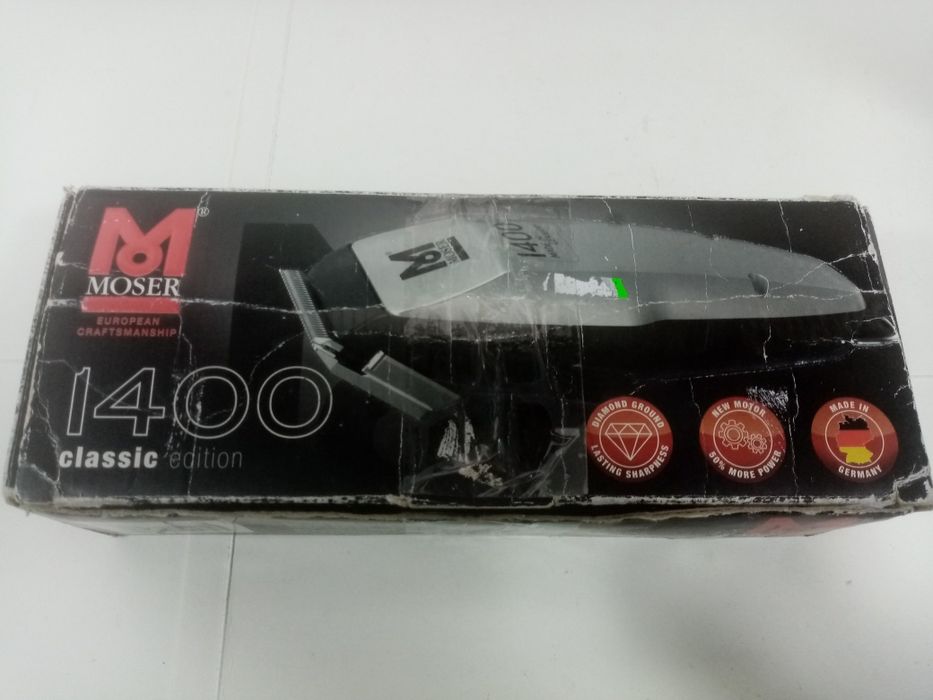 MOSER®
EUROPEAN
CRAFTSMANSHIP
1400
classic edition
MOSER
1400
DIAMOND GROUND
LASTING SHARPNESS
NEW MOTOR
50% MORE POWER
MADE IN
GERMANY